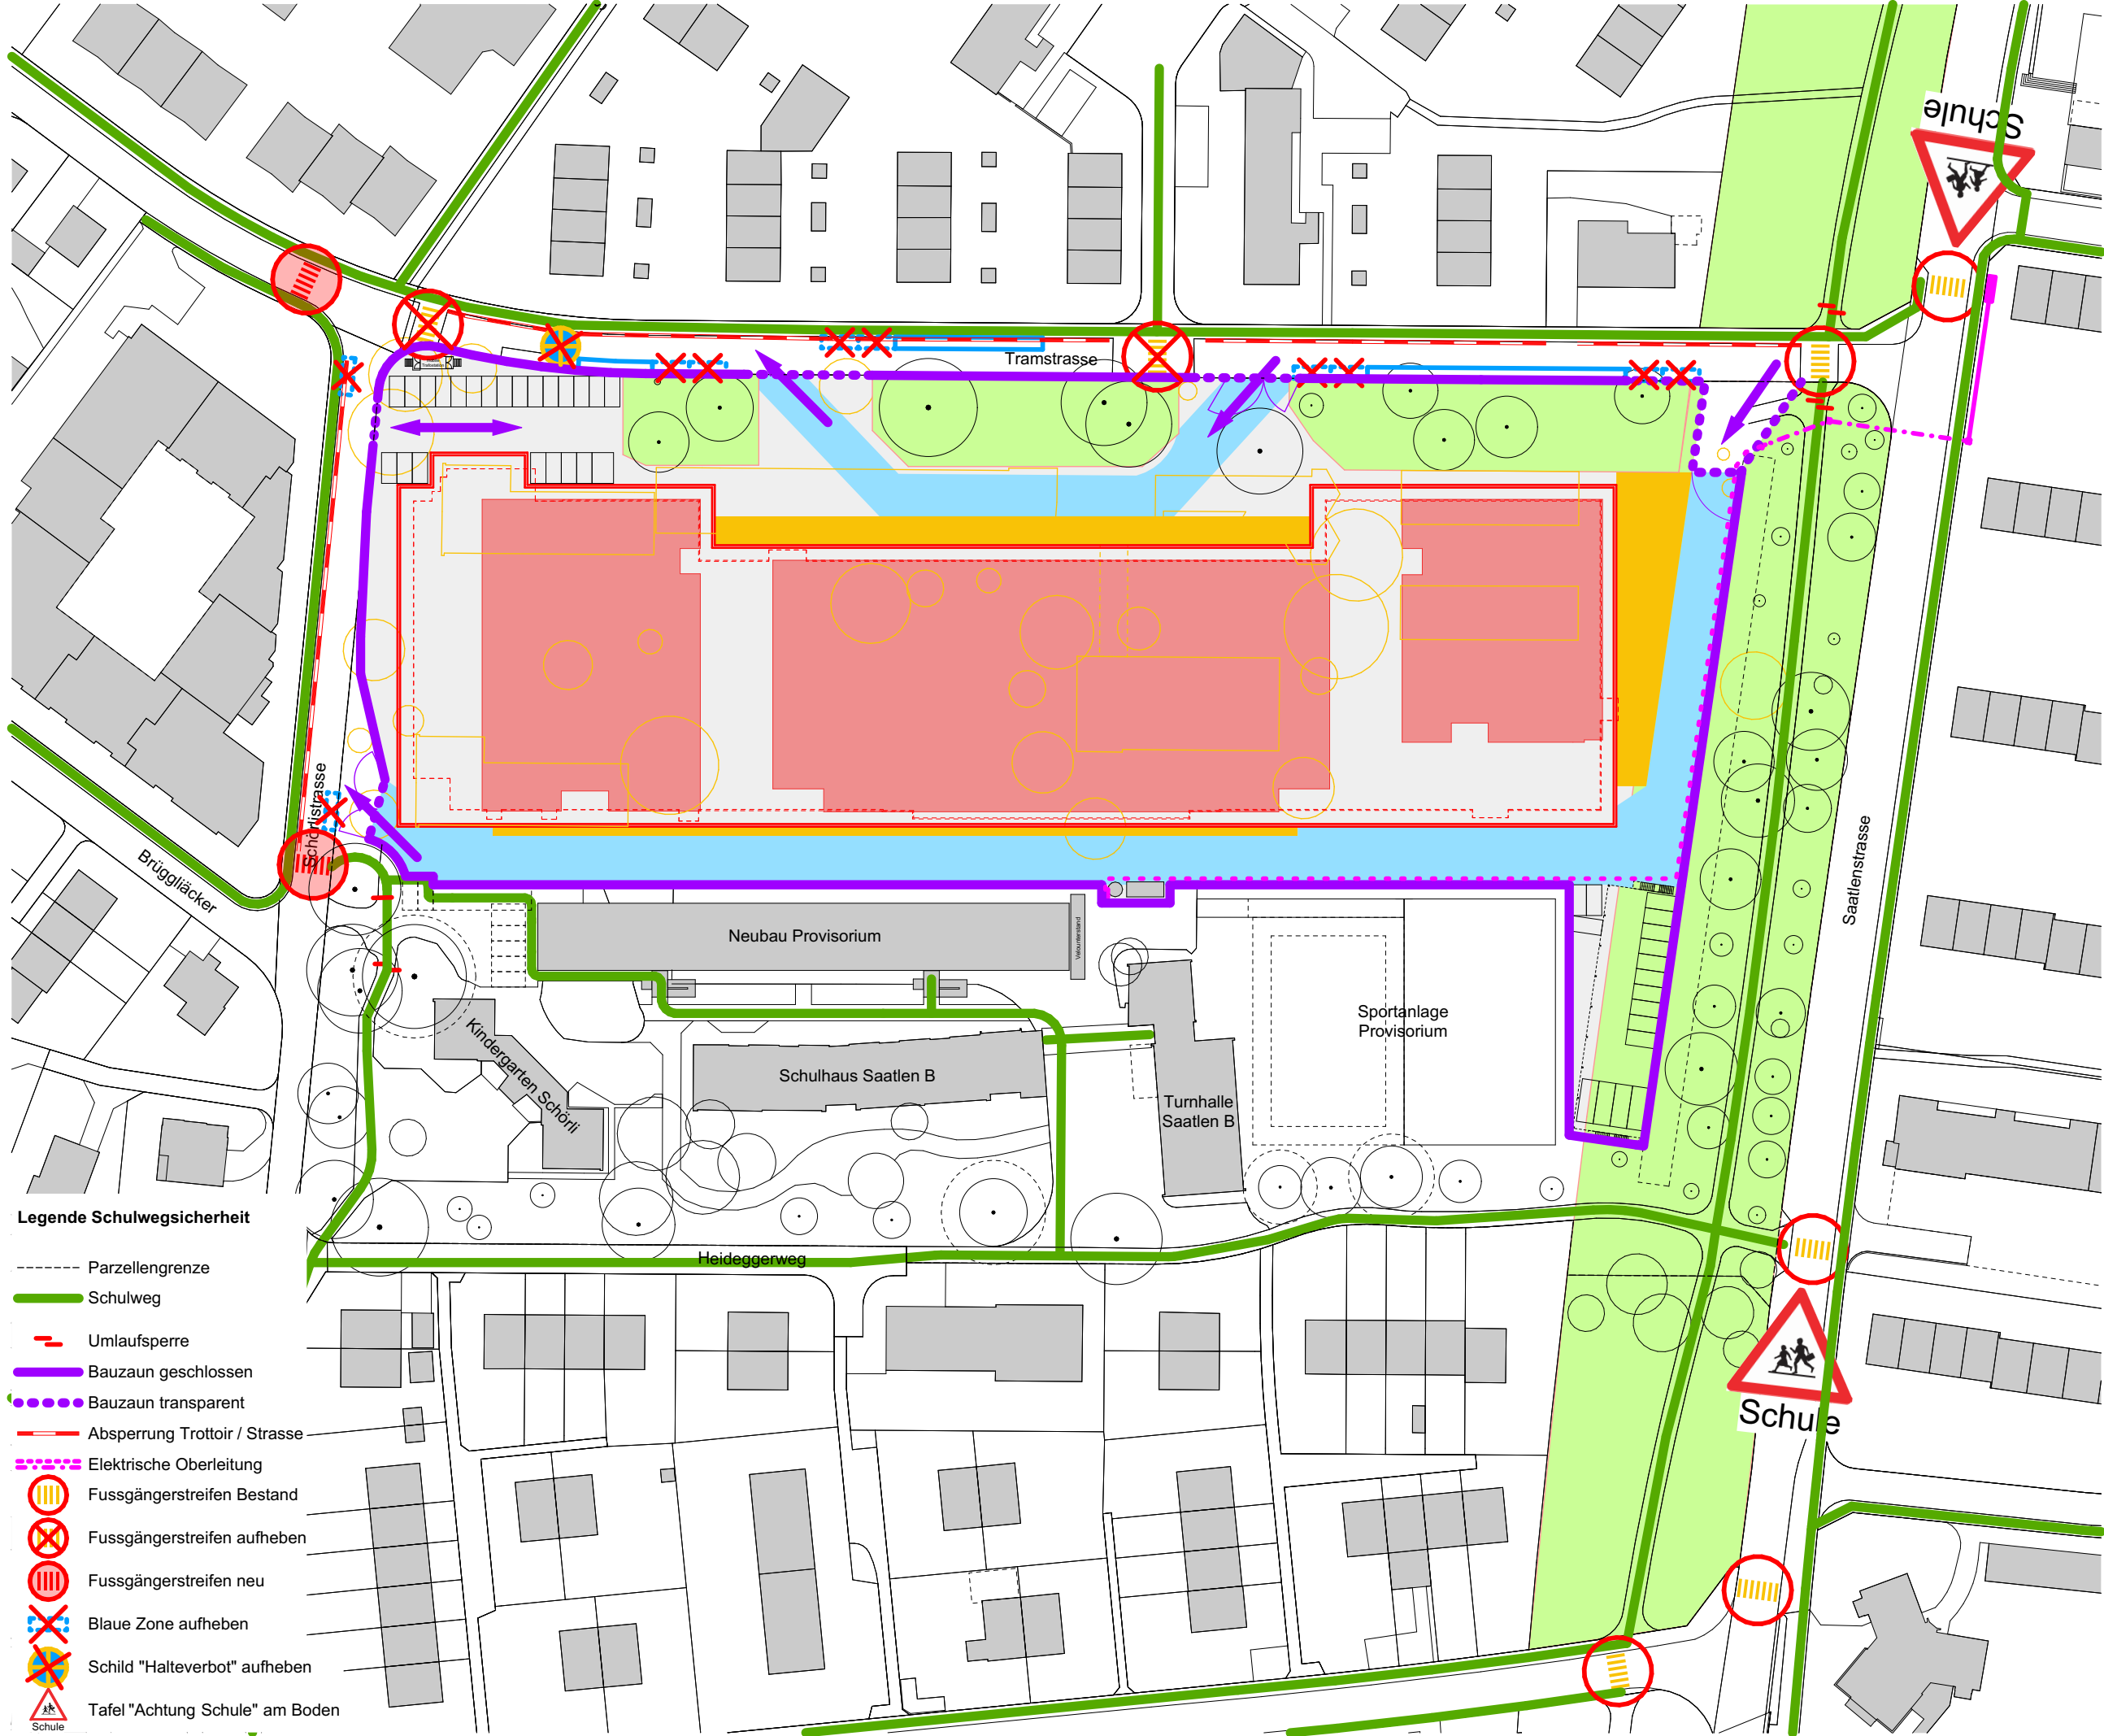 Schule
Tramstrasse
Schörlistrasse
Brüggliäcker
Saatlenstrasse
Neubau Provisorium
Velounterstand
Sportanlage
Provisorium
Kindergarten Schörli
Schulhaus Saatlen B
Turnhalle
Saatlen B
Heideggerweg
Schule
Legende Schulwegsicherheit
Parzellengrenze
Schulweg
Umlaufsperre
Bauzaun geschlossen
Bauzaun transparent
Absperrung Trottoir / Strasse
Elektrische Oberleitung
Fussgängerstreifen Bestand
Fussgängerstreifen aufheben
Fussgängerstreifen neu
Blaue Zone aufheben
Schild "Halteverbot" aufheben
Tafel "Achtung Schule" am Boden
Schule